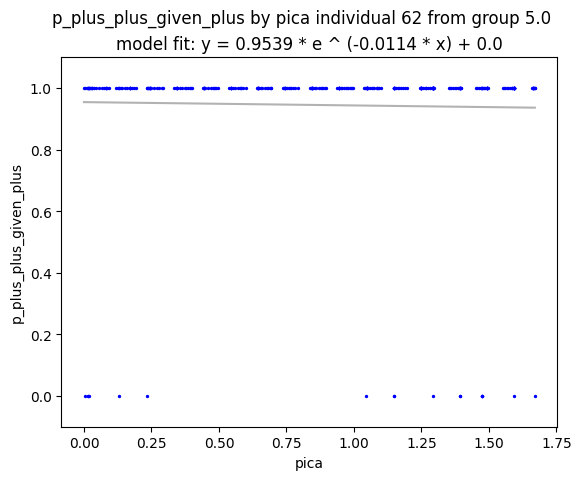 p_plus_plus_given_plus by pica individual 62 from group 5.0
model fit: y = 0.9539 * e ^ (-0.0114 * x) + 0.0
1.0
0.8
0.6
0.4
0.2
0.0
p_plus_plus_given_plus
0.00 0.25 0.50 0.75 1.00 1.25 1.50 1.75
pica